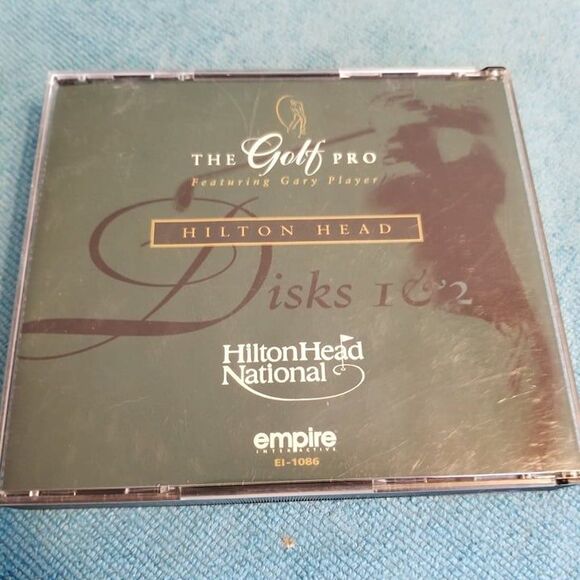 THE Golf PRO
Featuring Gary Player
HILTON HEAD
Disks 1 & 2
HiltonHead
National
empire
INTERACTIVE
EI-1086